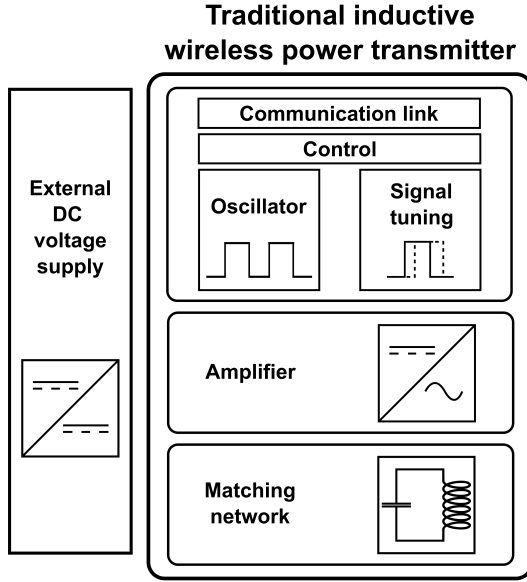 Traditional inductive
wireless power transmitter
External
DC
voltage
supply
Communication link
Control
Oscillator
Signal
tuning
Amplifier
Matching
network